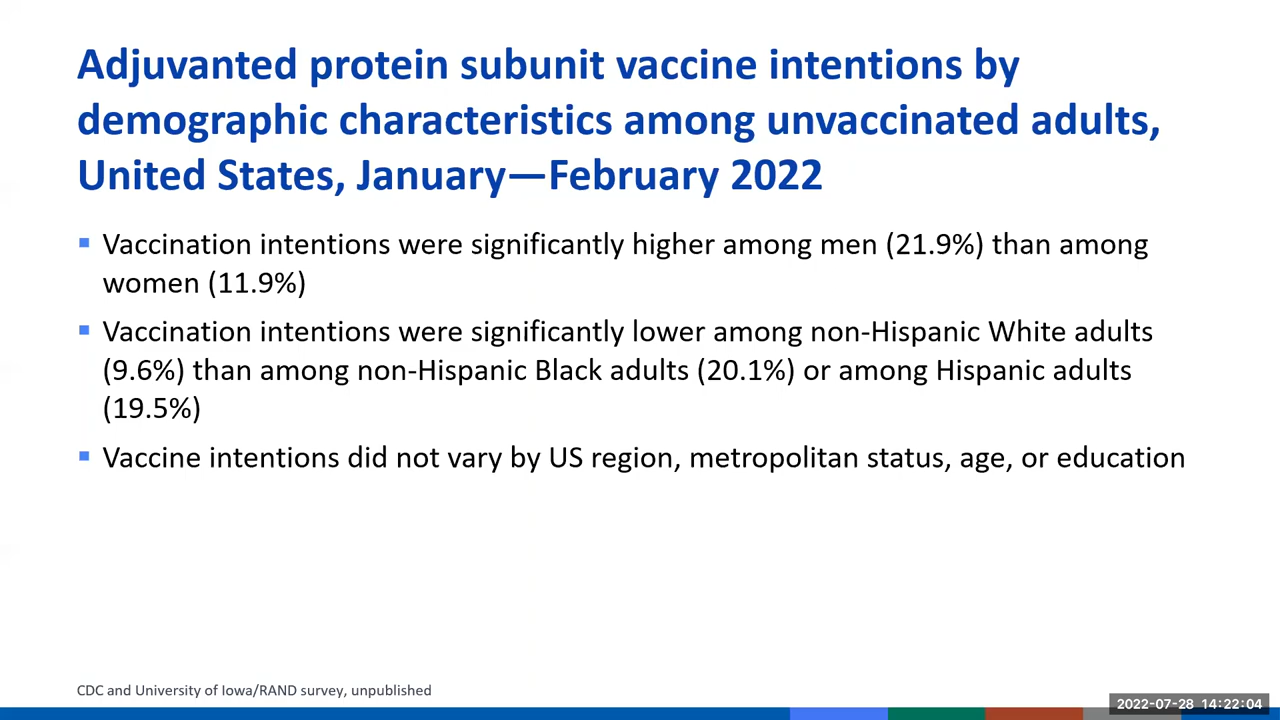 Adjuvanted protein subunit vaccine intentions by
demographic characteristics among unvaccinated adults,
United States, January—February 2022
▪ Vaccination intentions were significantly higher among men (21.9%) than among
women (11.9%)
▪ Vaccination intentions were significantly lower among non-Hispanic White adults
(9.6%) than among non-Hispanic Black adults (20.1%) or among Hispanic adults
(19.5%)
▪ Vaccine intentions did not vary by US region, metropolitan status, age, or education
CDC and University of Iowa/RAND survey, unpublished
2022-07-28 14:22:04